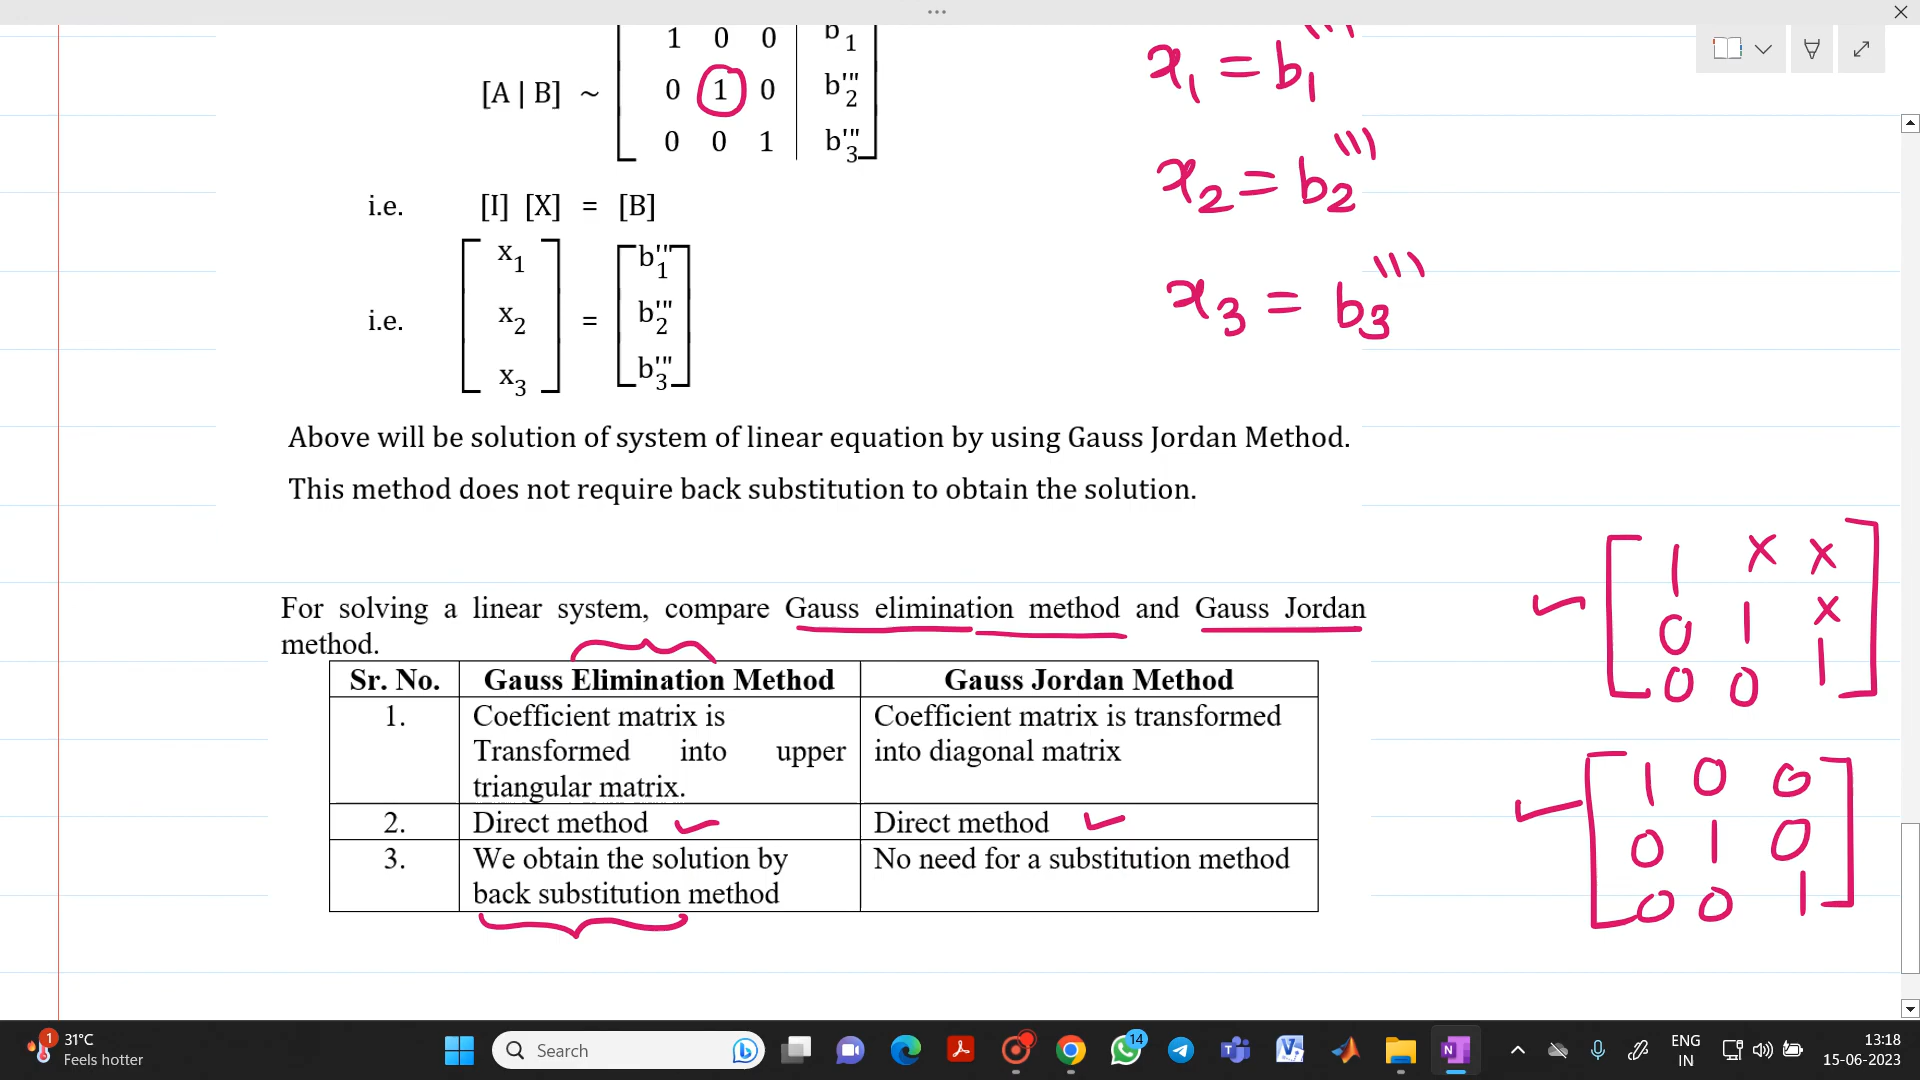 1 0 0 b1
x1 = b1'''
[A | B] ~ 0 1 0 b'''2
0 0 1 b'''3
x2 = b2'''
i.e. [I] [X] = [B]
x3 = b3'''
x1 b'''1
i.e. x2 = b'''2
x3 b'''3
Above will be solution of system of linear equation by using Gauss Jordan Method.
This method does not require back substitution to obtain the solution.
1 x x
0 1 x
0 0 1
For solving a linear system, compare Gauss elimination method and Gauss Jordan
method.
Sr. No. Gauss Elimination Method Gauss Jordan Method
1. Coefficient matrix is Coefficient matrix is transformed
Transformed into upper into diagonal matrix
triangular matrix.
2. Direct method Direct method
3. We obtain the solution by No need for a substitution method
back substitution method
1 0 0
0 1 0
0 0 1
1 31°C
Feels hotter
Search
14
ENG
IN
13:18
15-06-2023